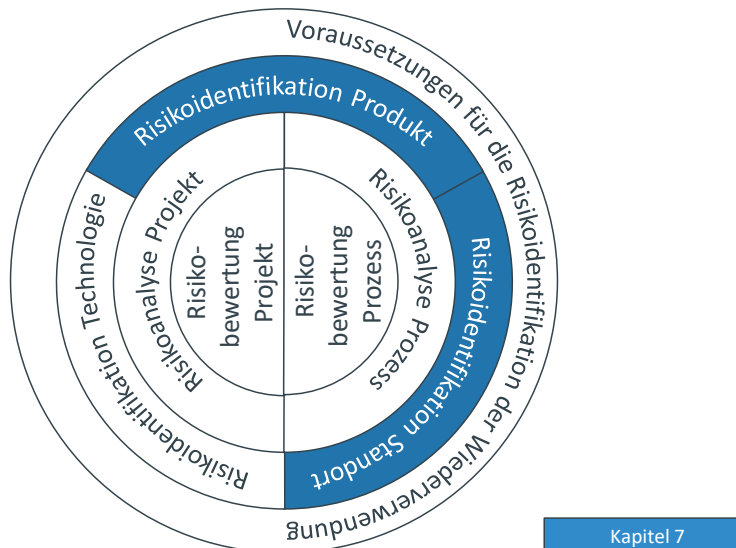 Voraussetzungen für die Risikoidentifikation der Wiederverwendung
Risikoidentifikation Produkt
Risikoidentifikation Technologie
Risikoidentifikation Standort
Risikoanalyse Projekt
Risikoanalyse Prozess
Risiko-
bewertung
Projekt
Risiko-
bewertung
Prozess
Kapitel 7